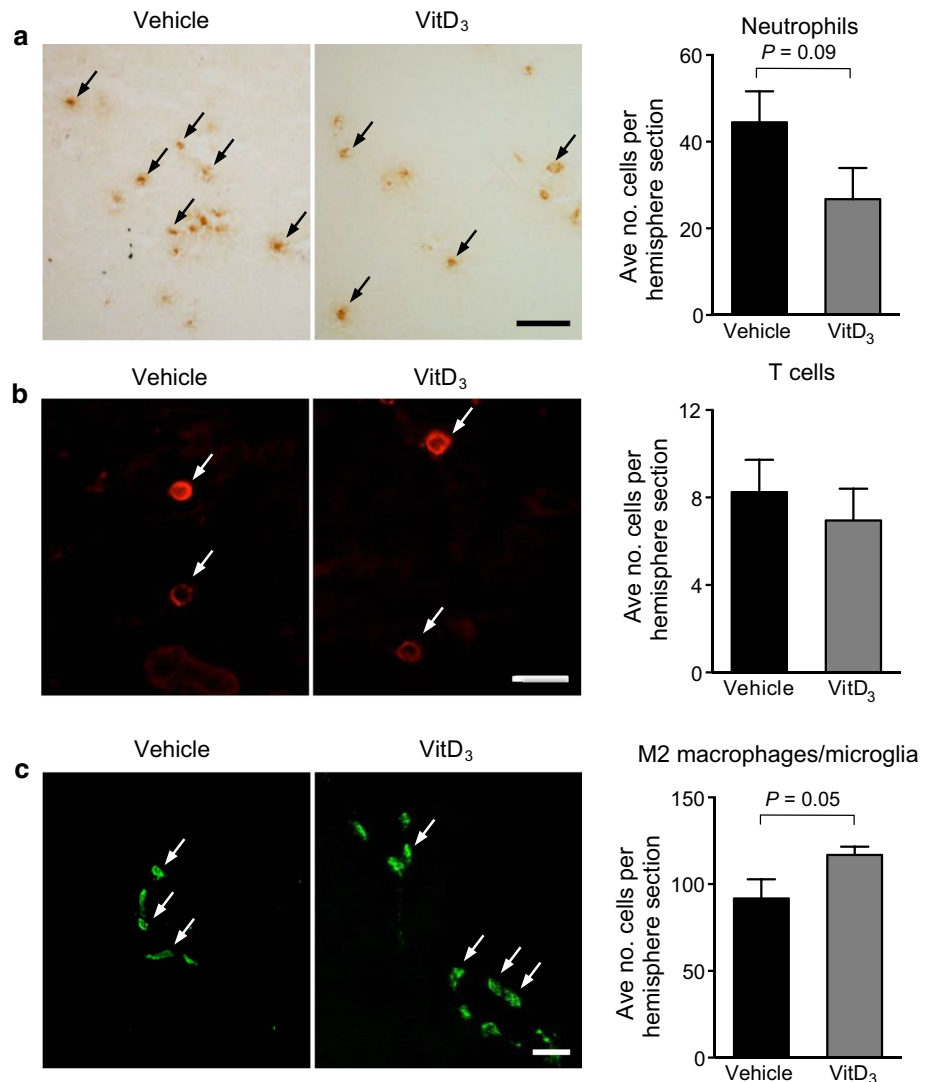 a
Vehicle
VitD₃
Neutrophils
P = 0.09
Ave no. cells per
hemisphere section
60
40
20
0
Vehicle
VitD₃
b
Vehicle
VitD₃
T cells
Ave no. cells per
hemisphere section
12
8
4
0
Vehicle
VitD₃
c
Vehicle
VitD₃
M2 macrophages/microglia
P = 0.05
Ave no. cells per
hemisphere section
150
100
50
0
Vehicle
VitD₃